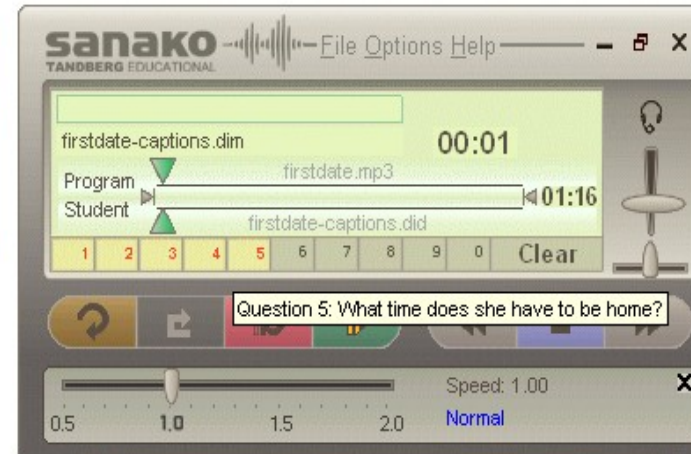 sanako File Options Help
TANDBERG EDUCATIONAL
firstdate-captions.dim 00:01
firstdate.mp3
Program
01:16
Student
firstdate-captions.did
1 2 3 4 5 6 7 8 9 0 Clear
Question 5: What time does she have to be home?
Speed: 1.00
0.5 1.0 1.5 2.0 Normal